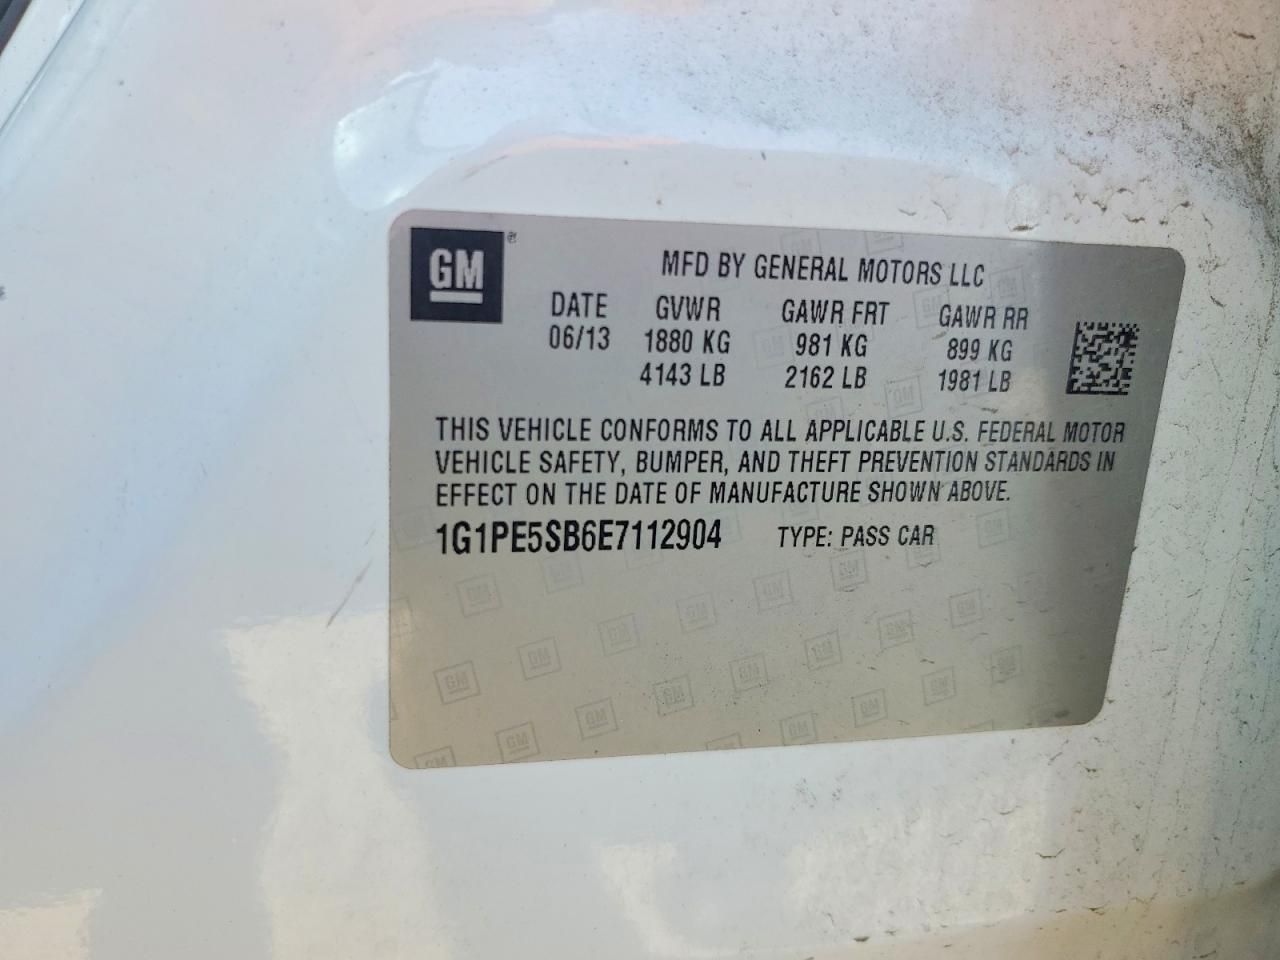 GM
MFD BY GENERAL MOTORS LLC
DATE GVWR GAWR FRT GAWR RR
06/13 1880 KG 981 KG 899 KG
4143 LB 2162 LB 1981 LB
THIS VEHICLE CONFORMS TO ALL APPLICABLE U.S. FEDERAL MOTOR
VEHICLE SAFETY, BUMPER, AND THEFT PREVENTION STANDARDS IN
EFFECT ON THE DATE OF MANUFACTURE SHOWN ABOVE.
1G1PE5SB6E7112904 TYPE: PASS CAR